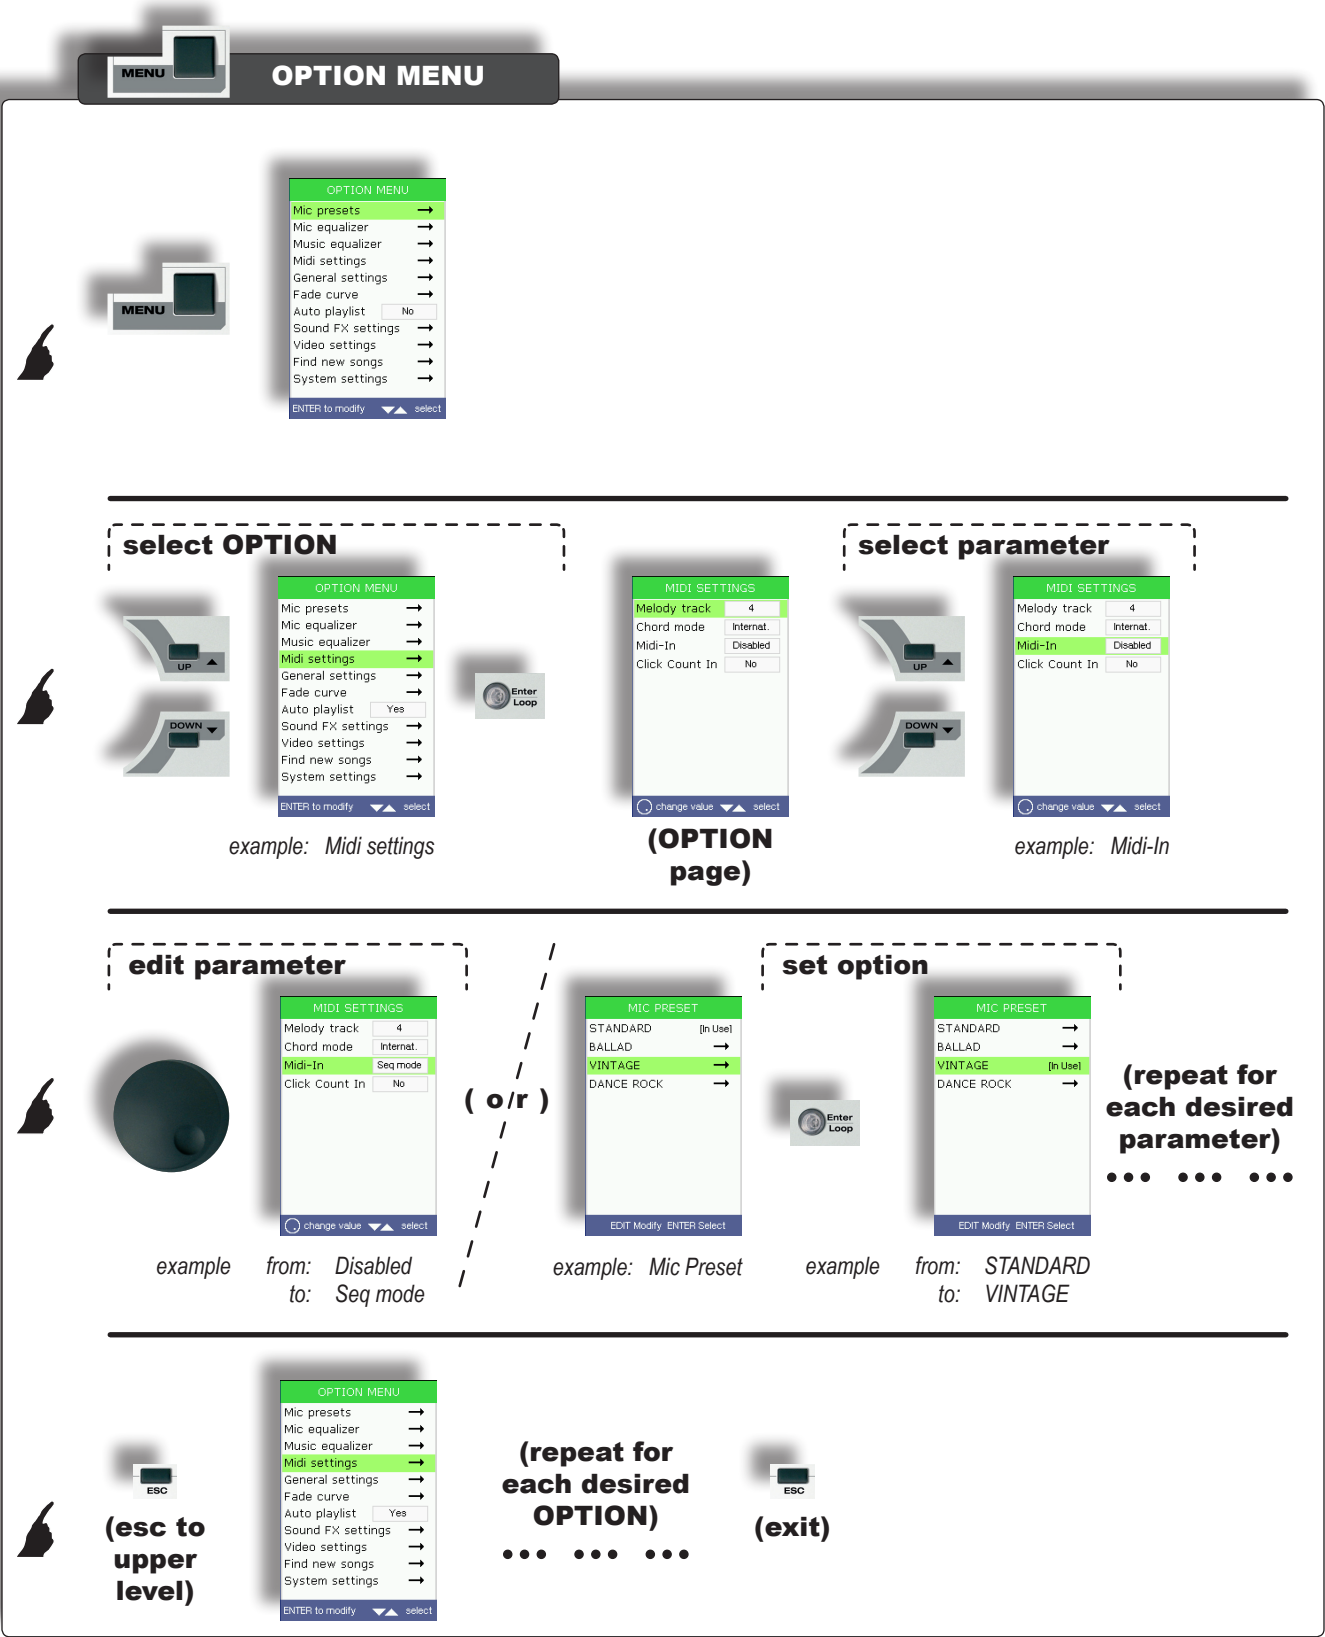 MENU
OPTION MENU
MENU
OPTION MENU
Mic presets
Mic equalizer
Music equalizer
Midi settings
General settings
Fade curve
Auto playlist No
Sound FX settings
Video settings
Find new songs
System settings
ENTER to modify select
select OPTION
UP
DOWN
OPTION MENU
Mic presets
Mic equalizer
Music equalizer
Midi settings
General settings
Fade curve
Auto playlist Yes
Sound FX settings
Video settings
Find new songs
System settings
ENTER to modify select
example: Midi settings
Enter
Loop
MIDI SETTINGS
Melody track 4
Chord mode Internat.
Midi-In Disabled
Click Count In No
change value select
(OPTION
page)
select parameter
UP
DOWN
MIDI SETTINGS
Melody track 4
Chord mode Internat.
Midi-In Disabled
Click Count In No
change value select
example: Midi-In
edit parameter
MIDI SETTINGS
Melody track 4
Chord mode Internat.
Midi-In Seq mode
Click Count In No
change value select
example from: Disabled
to: Seq mode
( o/r )
MIC PRESET
STANDARD [In Use]
BALLAD
VINTAGE
DANCE ROCK
EDIT Modify ENTER Select
example: Mic Preset
set option
Enter
Loop
MIC PRESET
STANDARD
BALLAD
VINTAGE [In Use]
DANCE ROCK
EDIT Modify ENTER Select
example from: STANDARD
to: VINTAGE
(repeat for
each desired
parameter)
... ... ...
ESC
(esc to
upper
level)
OPTION MENU
Mic presets
Mic equalizer
Music equalizer
Midi settings
General settings
Fade curve
Auto playlist Yes
Sound FX settings
Video settings
Find new songs
System settings
ENTER to modify select
(repeat for
each desired
OPTION)
... ... ...
ESC
(exit)